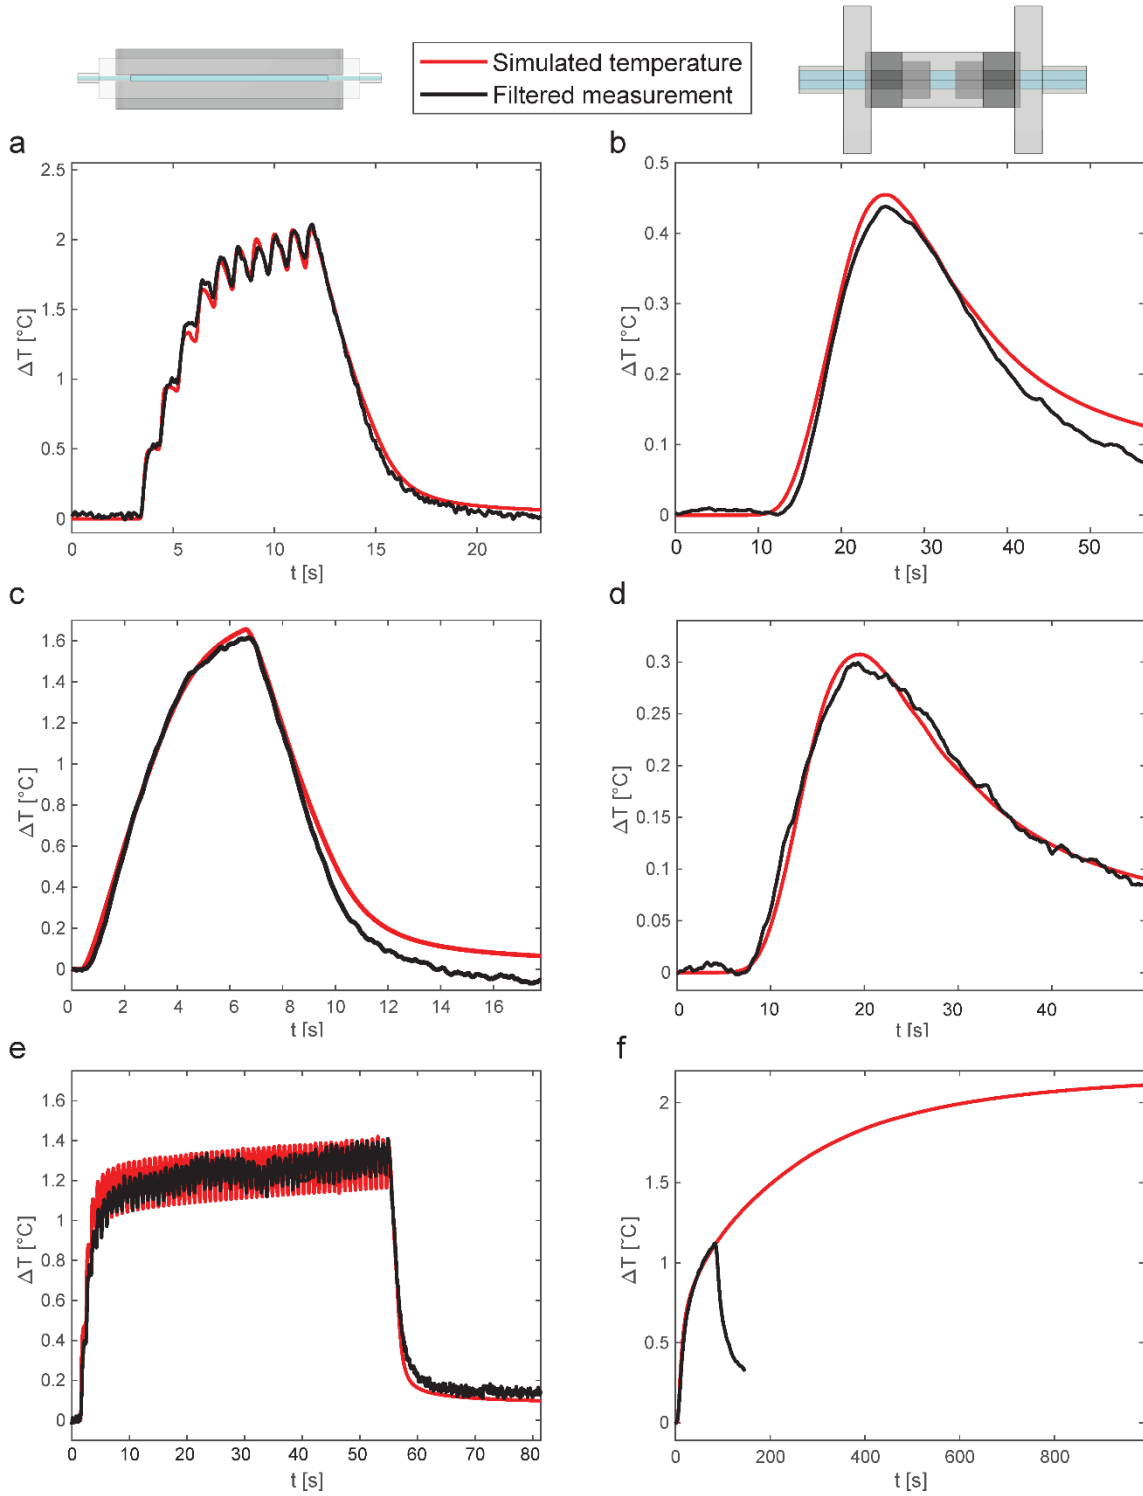 Simulated temperature
Filtered measurement
a
2.5
2
1.5
1
0.5
0
ΔT [°C]
0 5 10 15 20
t [s]
b
0.5
0.4
0.3
0.2
0.1
0
ΔT [°C]
0 10 20 30 40 50
t [s]
c
1.6
1.4
1.2
1
0.8
0.6
0.4
0.2
0
ΔT [°C]
0 2 4 6 8 10 12 14 16
t [s]
d
0.3
0.25
0.2
0.15
0.1
0.05
0
ΔT [°C]
0 10 20 30 40
t [s]
e
1.6
1.4
1.2
1
1.2
0.6
0.4
0.2
0
ΔT [°C]
0 10 20 30 40 50 60 70 80
t [s]
f
2
1.5
1
0.5
0
ΔT [°C]
0 200 400 600 800
t [s]